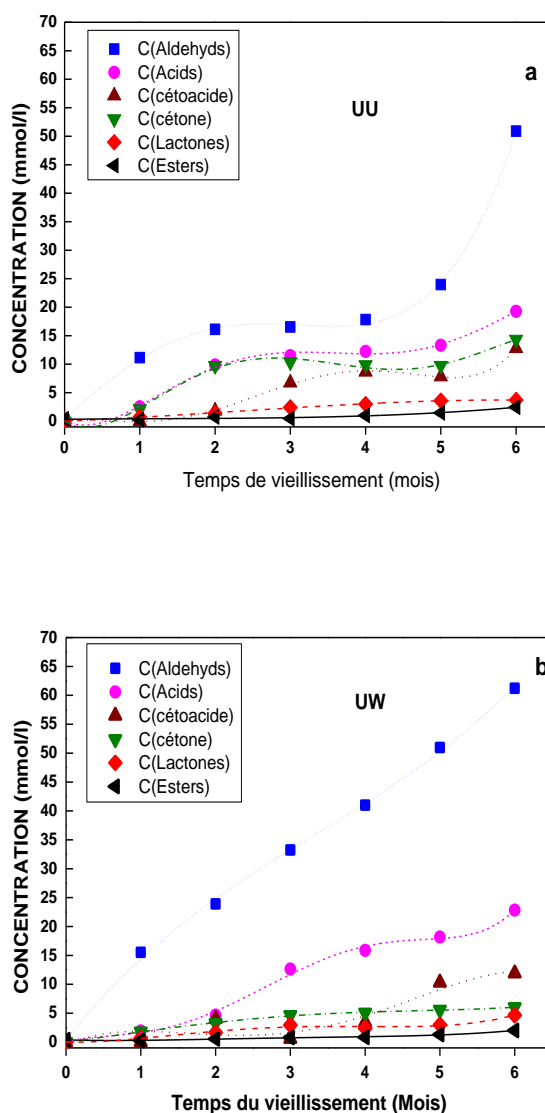 70
65
60
55
50
45
40
35
30
25
20
15
10
5
0
CONCENTRATION (mmol/l)
C(Aldehyds)
C(Acids)
C(cétoacide)
C(cétone)
C(Lactones)
C(Esters)
UU
a
0 1 2 3 4 5 6
Temps de vieillissement (mois)
70
65
60
55
50
45
40
35
30
25
20
15
10
5
0
CONCENTRATION (mmol/l)
C(Aldehyds)
C(Acids)
C(cétoacide)
C(cétone)
C(Lactones)
C(Esters)
UW
b
0 1 2 3 4 5 6
Temps du vieillissement (Mois)